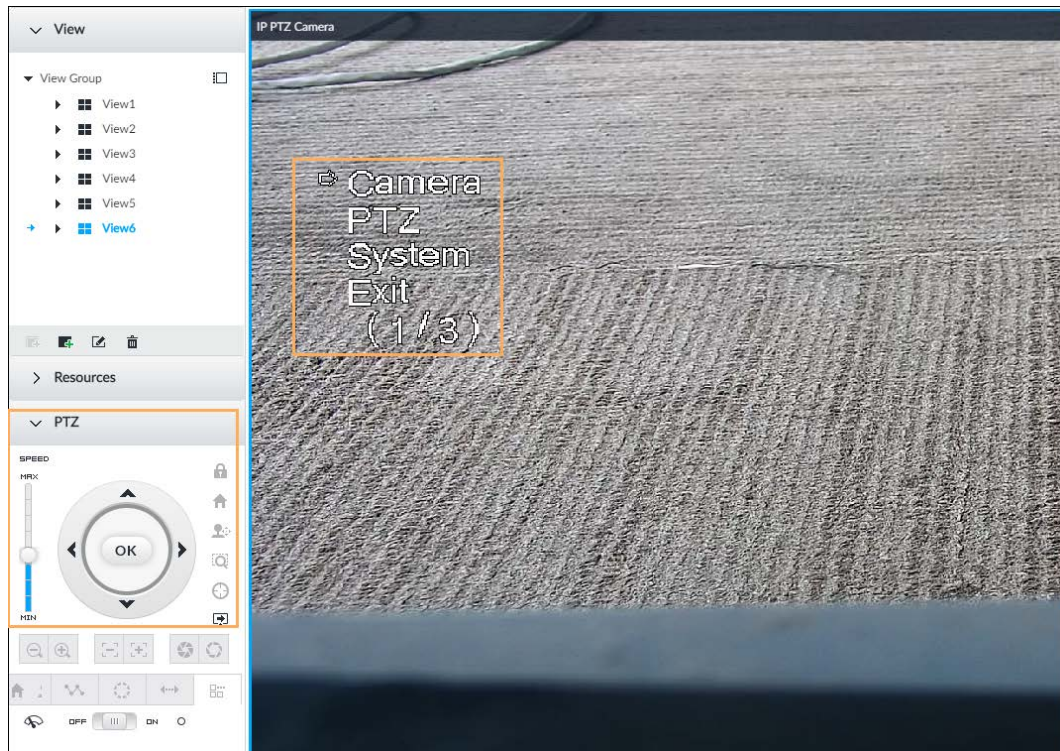 View
View Group
View1
View2
View3
View4
View5
View6
Resources
PTZ
SPEED
MAX
OK
MIN
OFF
ON
IP PTZ Camera
Camera
PTZ
System
Exit
(1/3)